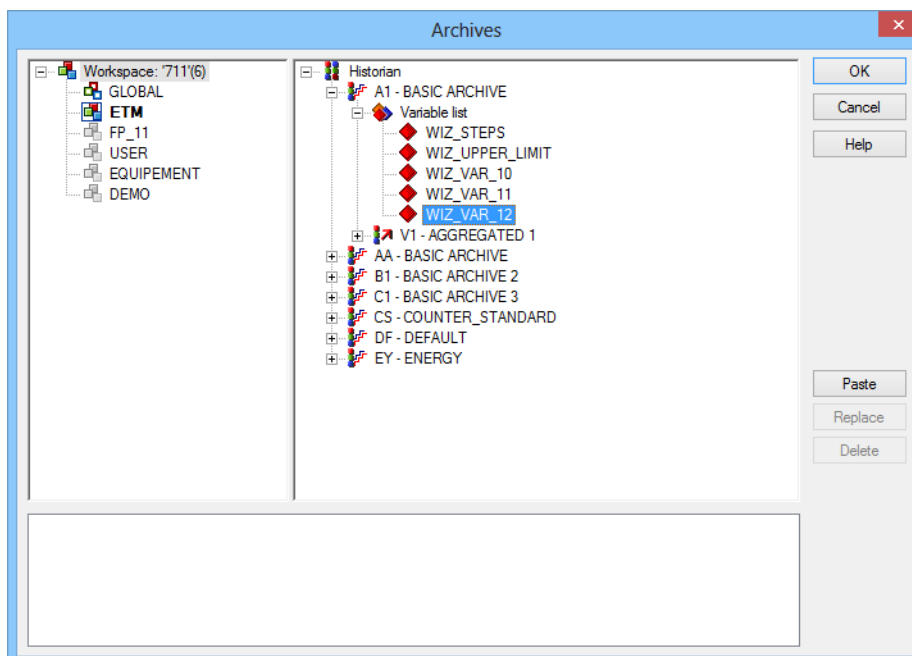 Archives
Workspace: '711'(6)
GLOBAL
ETM
FP_11
USER
EQUIPEMENT
DEMO
Historian
A1 - BASIC ARCHIVE
Variable list
WIZ_STEPS
WIZ_UPPER_LIMIT
WIZ_VAR_10
WIZ_VAR_11
WIZ_VAR_12
V1 - AGGREGATED 1
AA - BASIC ARCHIVE
B1 - BASIC ARCHIVE 2
C1 - BASIC ARCHIVE 3
CS - COUNTER_STANDARD
DF - DEFAULT
EY - ENERGY
OK
Cancel
Help
Paste
Replace
Delete